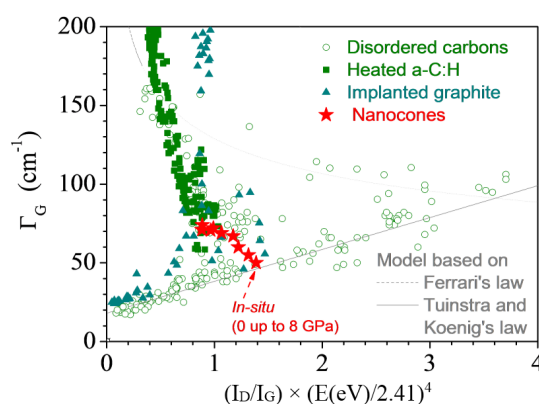 200
150
100
50
0
Γ_G (cm⁻¹)
Disordered carbons
Heated a-C:H
Implanted graphite
Nanocones
In-situ
(0 up to 8 GPa)
Model based on
Ferrari's law
Tuinstra and
Koenig's law
0 1 2 3 4
(I_D/I_G) × (E(eV)/2.41)⁴